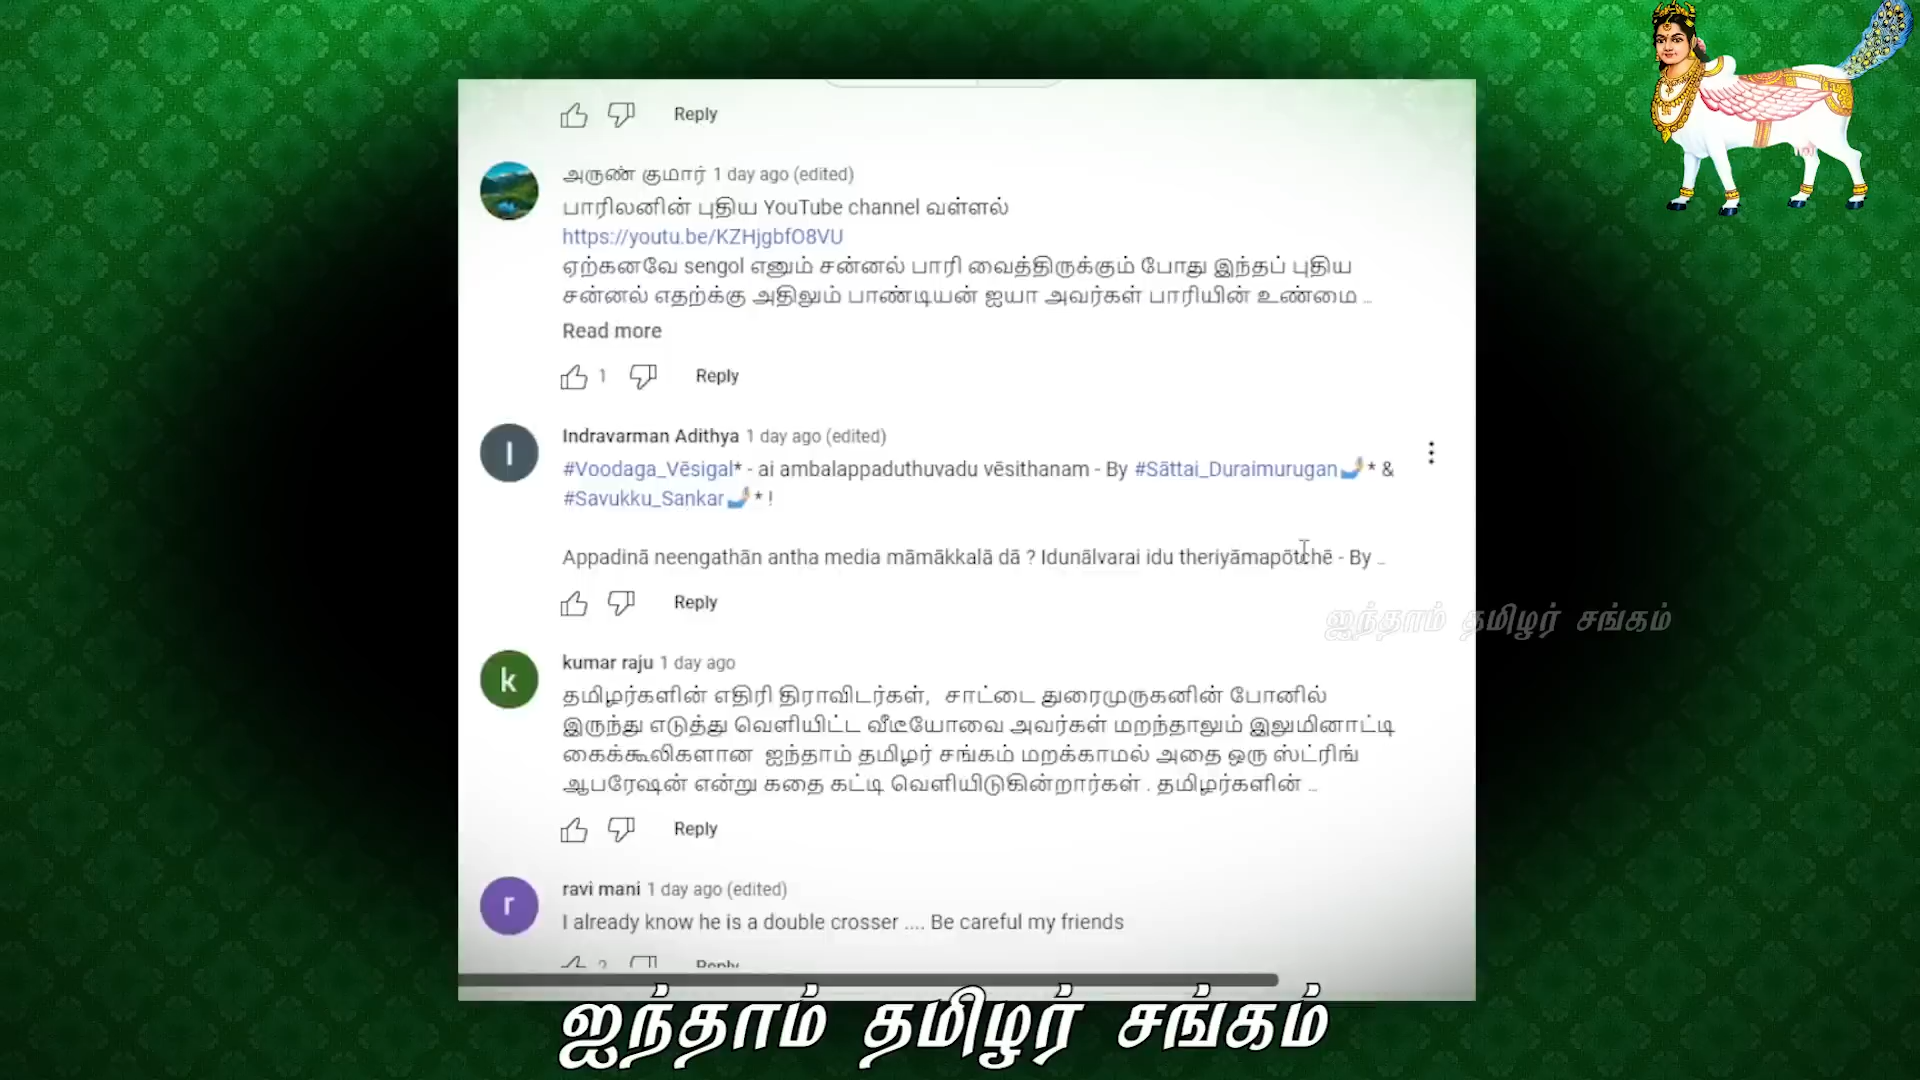 Reply
அருண் குமார் 1 day ago (edited)
பாரிலனின் புதிய YouTube channel வள்ளல்
https://youtu.be/KZHjgbfO8VU
ஏற்கனவே sengol எனும் சன்னல் பாரி வைத்திருக்கும் போது இந்தப் புதிய
சன்னல் எதற்க்கு அதிலும் பாண்டியன் ஐயா அவர்கள் பாரியின் உண்மை ...
Read more
1 Reply
Indravarman Adithya 1 day ago (edited)
#Voodaga_Vēsigal* - ai ambalappaduthuvadu vēsithanam - By #Sāttai_Duraimurugan🤳* &
#Savukku_Sankar🤳* !
Appadinā neengathān antha media māmākkalā dā ? Idunālvarai idu theriyāmapōtchē - By ...
Reply
ஐந்தாம் தமிழர் சங்கம்
kumar raju 1 day ago
தமிழர்களின் எதிரி திராவிடர்கள், சாட்டை துரைமுருகனின் போனில்
இருந்து எடுத்து வெளியிட்ட வீடீயோவை அவர்கள் மறந்தாலும் இலுமினாட்டி
கைக்கூலிகளான ஐந்தாம் தமிழர் சங்கம் மறக்காமல் அதை ஒரு ஸ்ட்ரிங்
ஆபரேஷன் என்று கதை கட்டி வெளியிடுகின்றார்கள் . தமிழர்களின் ...
Reply
ravi mani 1 day ago (edited)
I already know he is a double crosser .... Be careful my friends
2 Reply
ஐந்தாம் தமிழர் சங்கம்